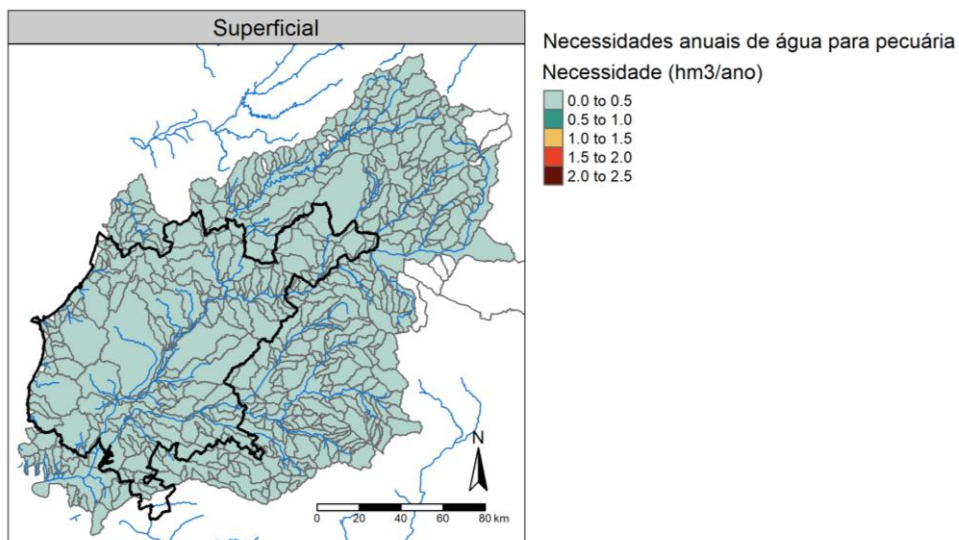 Superficial
Necessidades anuais de água para pecuária
Necessidade (hm3/ano)
0.0 to 0.5
0.5 to 1.0
1.0 to 1.5
1.5 to 2.0
2.0 to 2.5
N
0 20 40 60 80 km